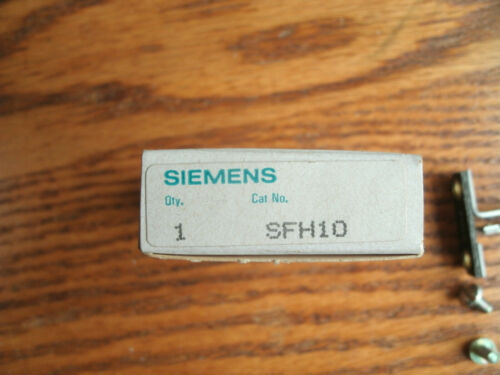 SIEMENS
Qty. Cat No.
1 SFH10